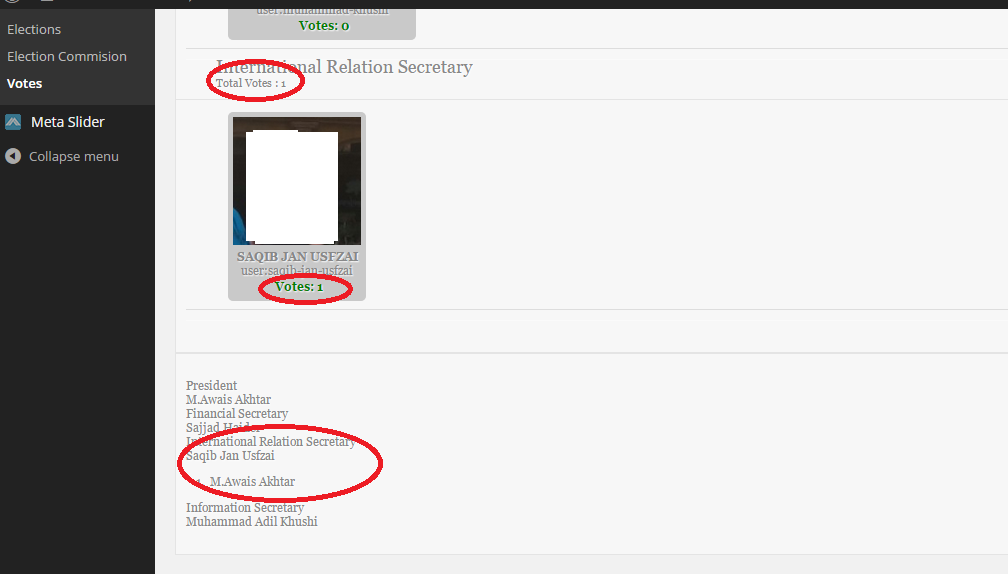 Elections
Election Commision
Votes
Meta Slider
Collapse menu
user:muhammad-khushi
Votes: 0
International Relation Secretary
Total Votes : 1
SAQIB JAN USFZAI
user:saqib-jan-usfzai
Votes: 1
President
M.Awais Akhtar
Financial Secretary
Sajjad Haider
International Relation Secretary
Saqib Jan Usfzai
1. M.Awais Akhtar
Information Secretary
Muhammad Adil Khushi